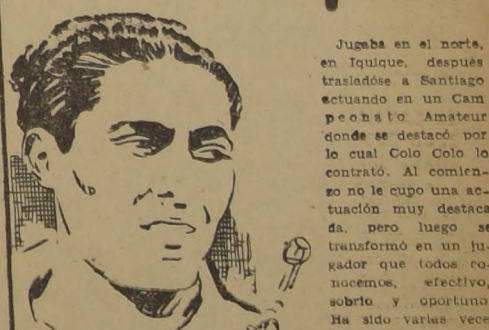 Jugaba en el norte,
en Iquique, después
trasladóse a Santiago
actuando en un Cam
peonato Amateur
donde se destacó por
lo cual Colo Colo lo
contrató. Al comien-
zo no le cupo una ac-
tuación muy destaca
da, pero luego se
transformó en un ju-
gador que todos co-
nocemos, efectivo,
sobrio y oportuno
Ha sido varias vece